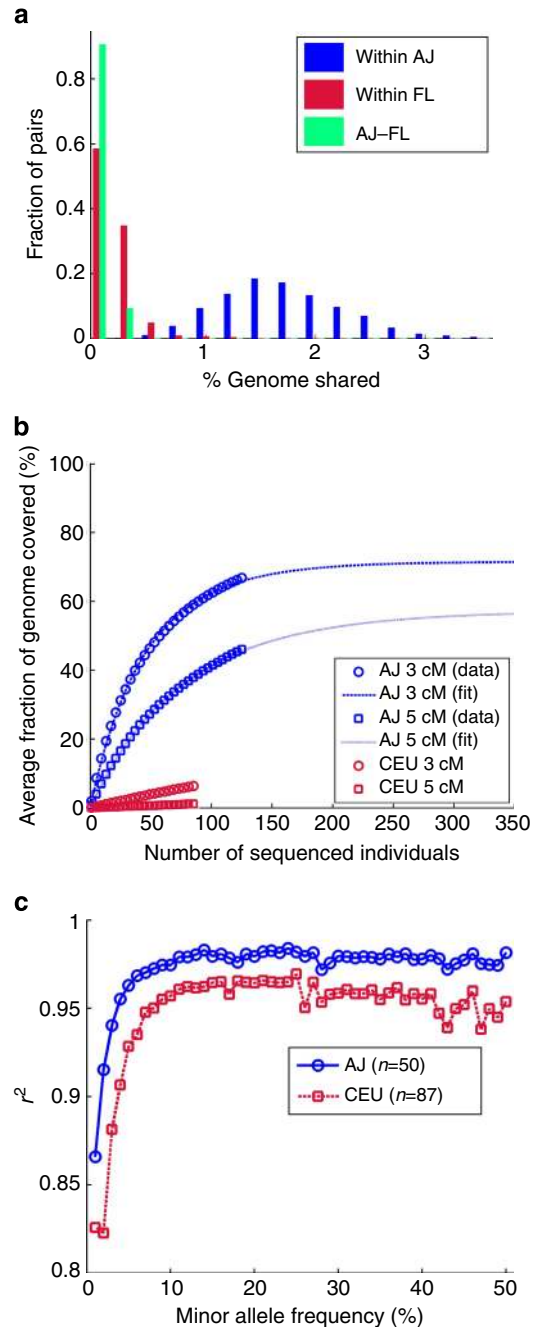 a
Fraction of pairs
0.8
0.6
0.4
0.2
0
0
1
2
3
% Genome shared
Within AJ
Within FL
AJ–FL
b
Average fraction of genome covered (%)
100
80
60
40
20
0
0
50
100
150
200
250
300
350
Number of sequenced individuals
AJ 3 cM (data)
AJ 3 cM (fit)
AJ 5 cM (data)
AJ 5 cM (fit)
CEU 3 cM
CEU 5 cM
c
r²
1
0.95
0.9
0.85
0.8
0
10
20
30
40
50
Minor allele frequency (%)
AJ (n=50)
CEU (n=87)